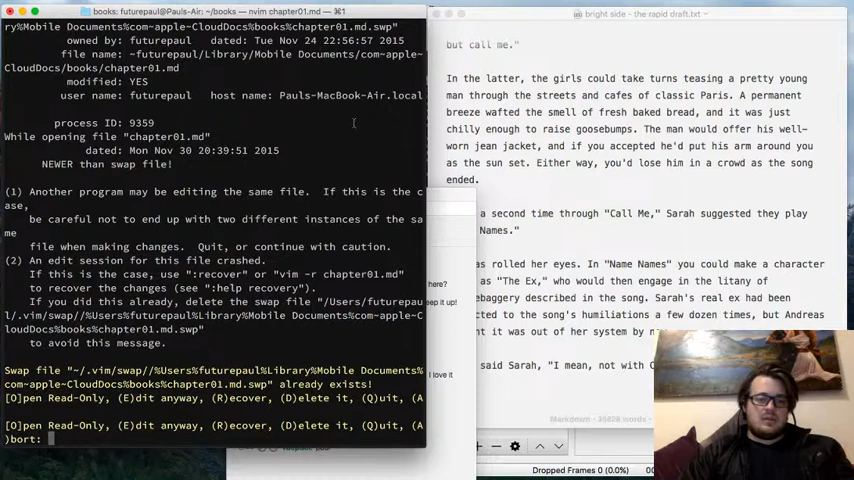 books: futurepaul@Pauls-Air: ~/books — nvim chapter01.md — ⌘1
ry%Mobile Documents%com~apple~CloudDocs%books%chapter01.md.swp"
owned by: futurepaul   dated: Tue Nov 24 22:56:57 2015
file name: ~futurepaul/Library/Mobile Documents/com~apple~
CloudDocs/books/chapter01.md
modified: YES
user name: futurepaul   host name: Pauls-MacBook-Air.local
process ID: 9359
While opening file "chapter01.md"
dated: Mon Nov 30 20:39:51 2015
NEWER than swap file!
(1) Another program may be editing the same file.  If this is the c
ase,
be careful not to end up with two different instances of the sa
me
file when making changes.  Quit, or continue with caution.
(2) An edit session for this file crashed.
If this is the case, use ":recover" or "vim -r chapter01.md"
to recover the changes (see ":help recovery").
If you did this already, delete the swap file "/Users/futurepau
l/.vim/swap//%Users%futurepaul%Library%Mobile Documents%com~apple~C
loudDocs%books%chapter01.md.swp"
to avoid this message.
Swap file "~/.vim/swap//%Users%futurepaul%Library%Mobile Documents%
com~apple~CloudDocs%books%chapter01.md.swp" already exists!
[O]pen Read-Only, (E)dit anyway, (R)ecover, (D)elete it, (Q)uit, (A
[O]pen Read-Only, (E)dit anyway, (R)ecover, (D)elete it, (Q)uit, (A
)bort:
bright side - the rapid draft.txt
but call me."
In the latter, the girls could take turns teasing a pretty young
man through the streets and cafes of classic Paris. A permanent
breeze wafted the smell of fresh baked bread, and it was just
chilly enough to raise goosebumps. The man would offer his well-
worn jean jacket, and if you accepted he'd put his arm around you
as the sun set. Either way, you'd lose him in a crowd as the song
ended.
a second time through "Call Me," Sarah suggested they play
Names."
as rolled her eyes. In "Name Names" you could make a character
as "The Ex," who would then engage in the litany of
ebaggery described in the song. Sarah's real ex had been
cted to the song's humiliations a few dozen times, but Andreas
it was out of her system by
said Sarah, "I mean, not with
here?
eep it up!
I love it
Markdown - 35828 words
Dropped Frames 0 (0.0%)